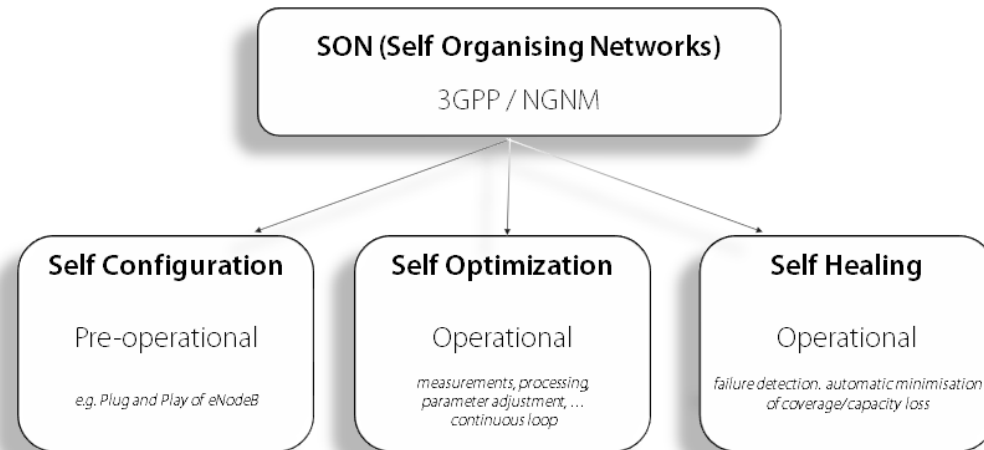 SON (Self Organising Networks)
3GPP / NGNM
Self Configuration
Pre-operational
e.g. Plug and Play of eNodeB
Self Optimization
Operational
measurements, processing,
parameter adjustment, ...
continuous loop
Self Healing
Operational
failure detection. automatic minimisation
of coverage/capacity loss